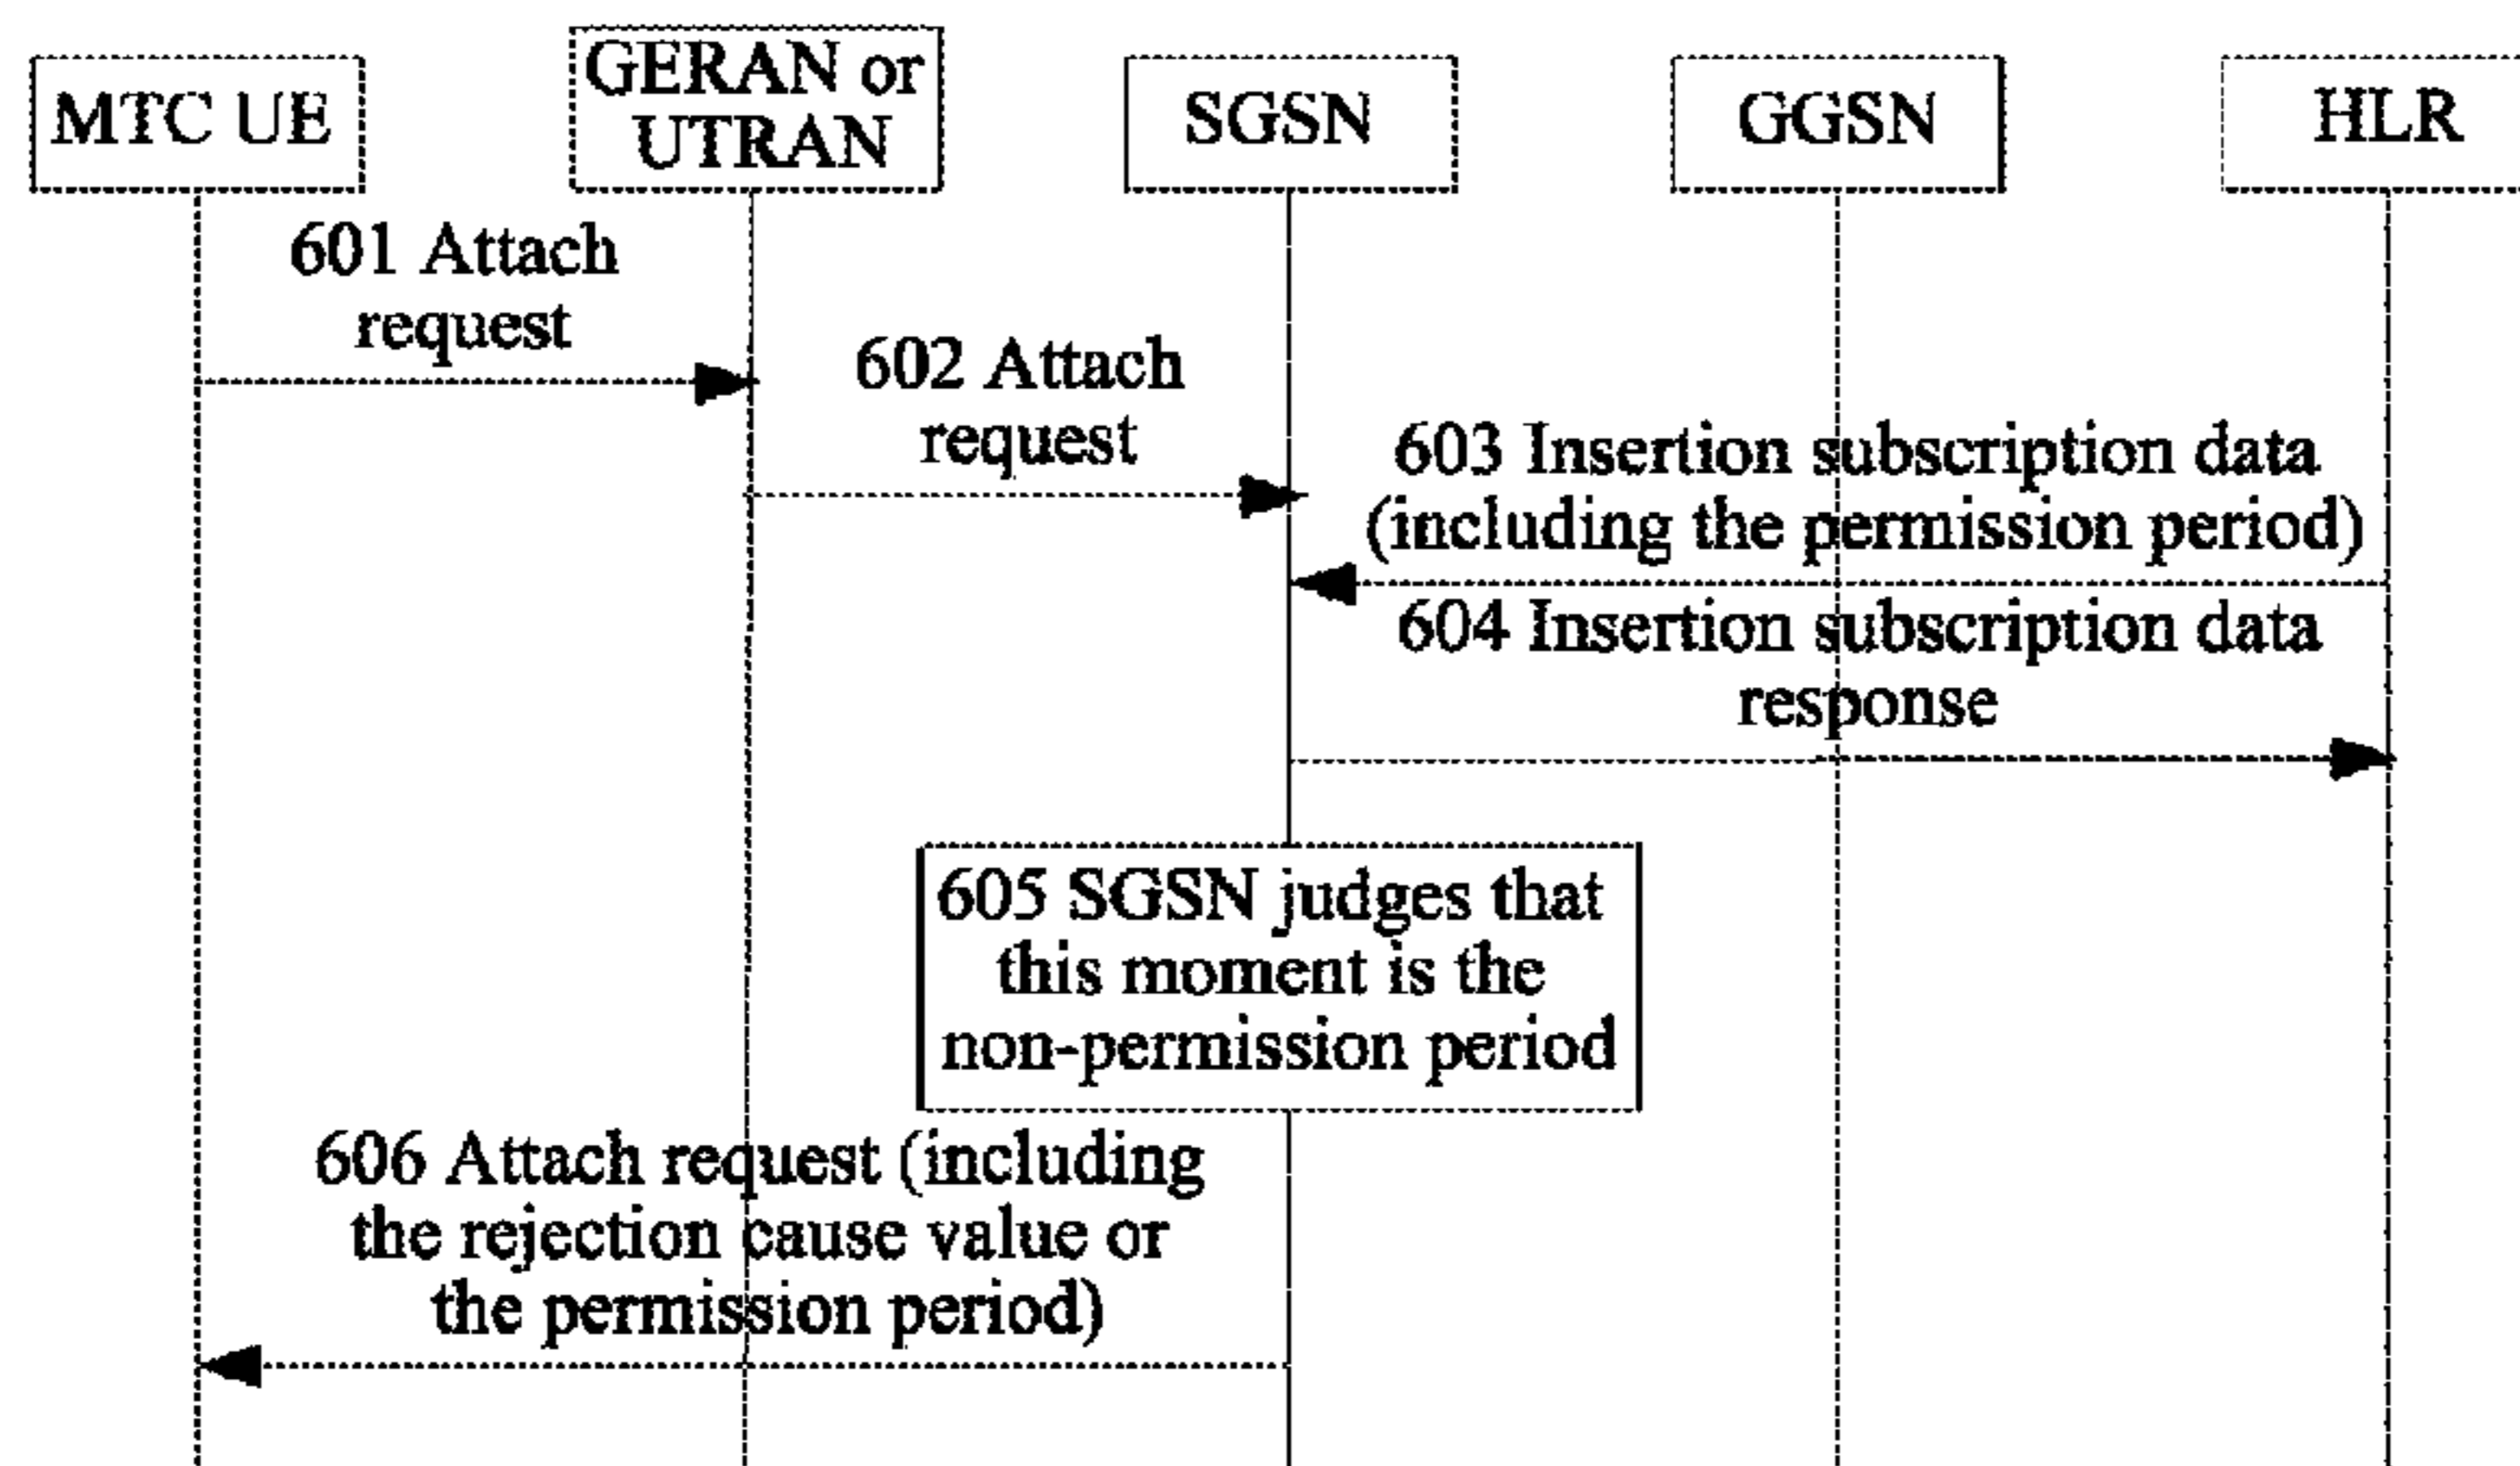 MTC UE
GERAN or
UTRAN
SGSN
GGSN
HLR
601 Attach
request
602 Attach
request
603 Insertion subscription data
(including the permission period)
604 Insertion subscription data
response
605 SGSN judges that
this moment is the
non-permission period
606 Attach request (including
the rejection cause value or
the permission period)